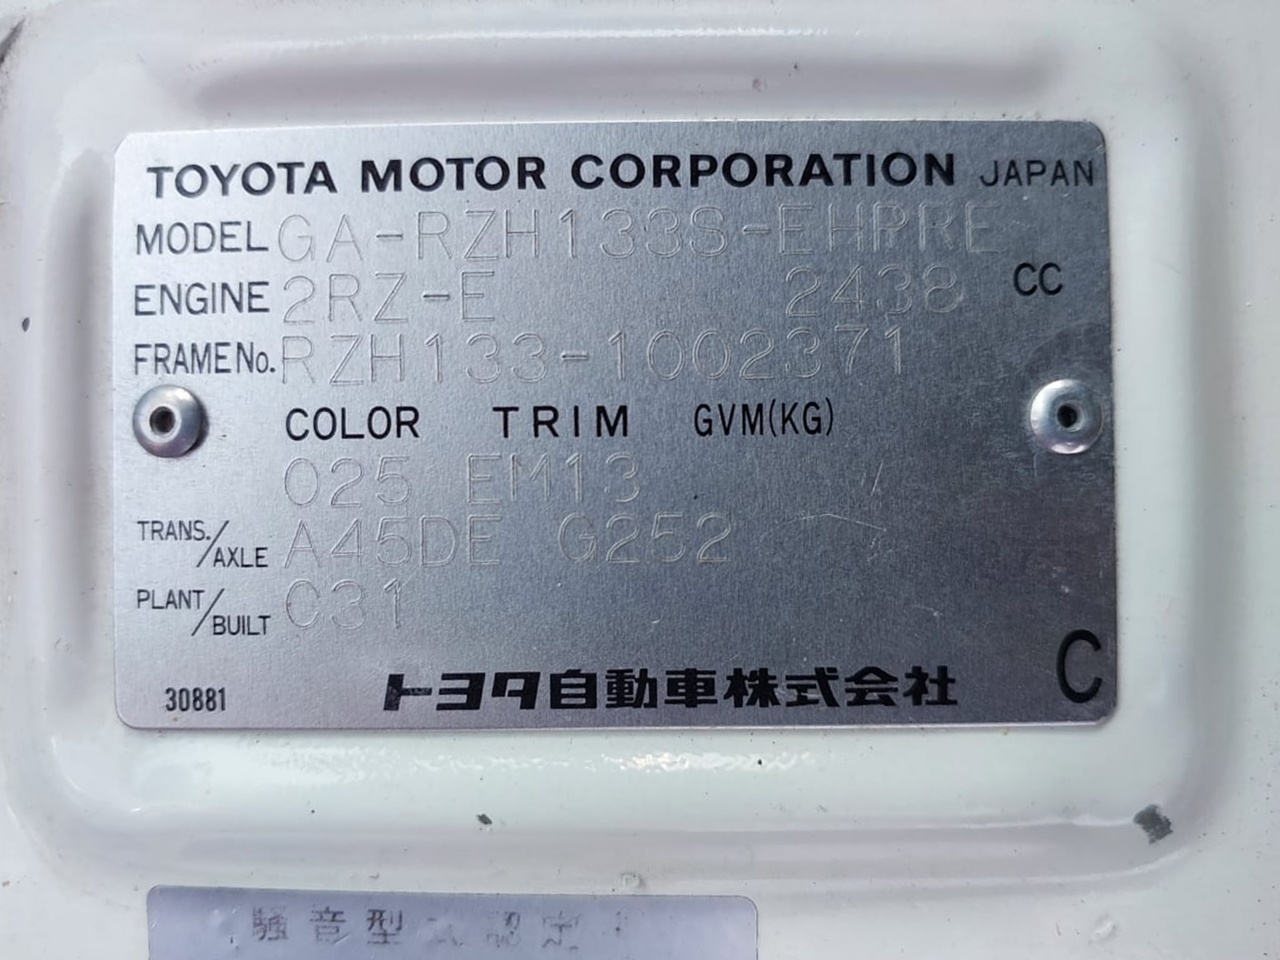 TOYOTA MOTOR CORPORATION JAPAN
MODEL GA-RZH133S-EHPRE
ENGINE 2RZ-E 2438 CC
FRAME No. RZH133-1002371
COLOR TRIM GVM(KG)
025 EM13
TRANS./AXLE A45DE G252
PLANT/BUILT C31
30881 トヨタ自動車株式会社 C
騒音型